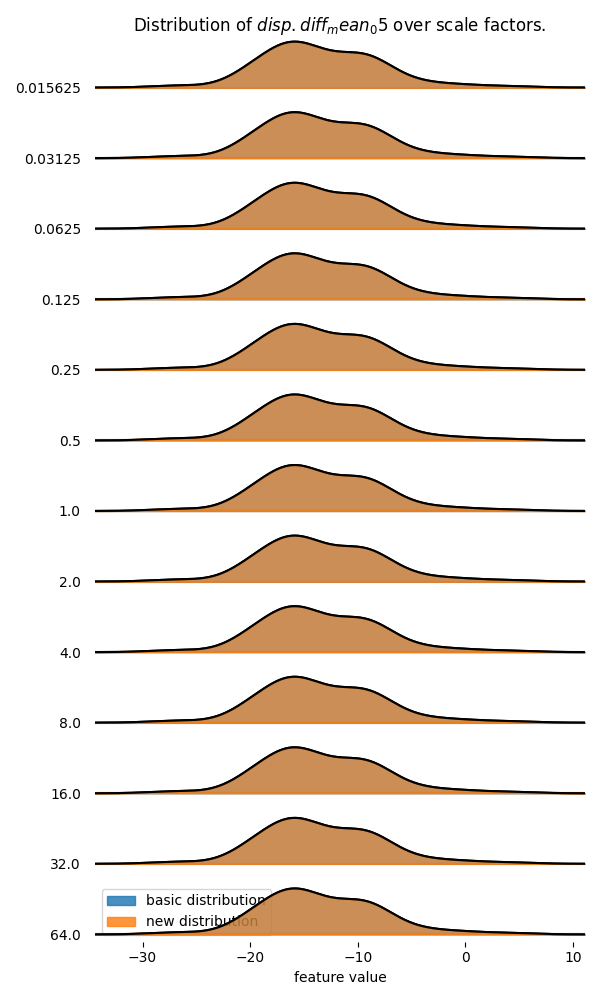 Distribution of disp.diff_mean_05 over scale factors.
0.015625
0.03125
0.0625
0.125
0.25
0.5
1.0
2.0
4.0
8.0
16.0
32.0
basic distribution
new distribution
64.0
−30 −20 −10 0 10
feature value